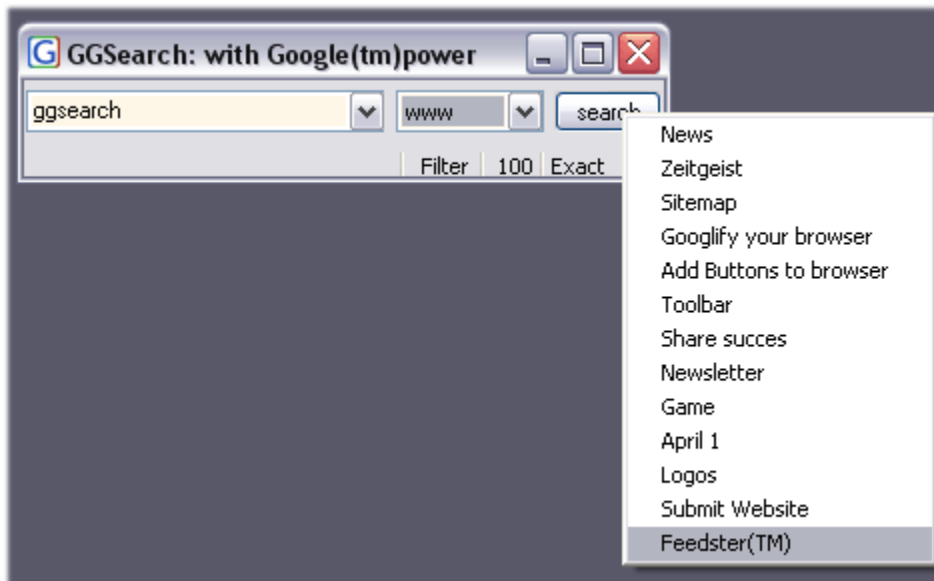 G GGSearch: with Google(tm)power
ggsearch www search
Filter 100 Exact
News
Zeitgeist
Sitemap
Googlify your browser
Add Buttons to browser
Toolbar
Share succes
Newsletter
Game
April 1
Logos
Submit Website
Feedster(TM)